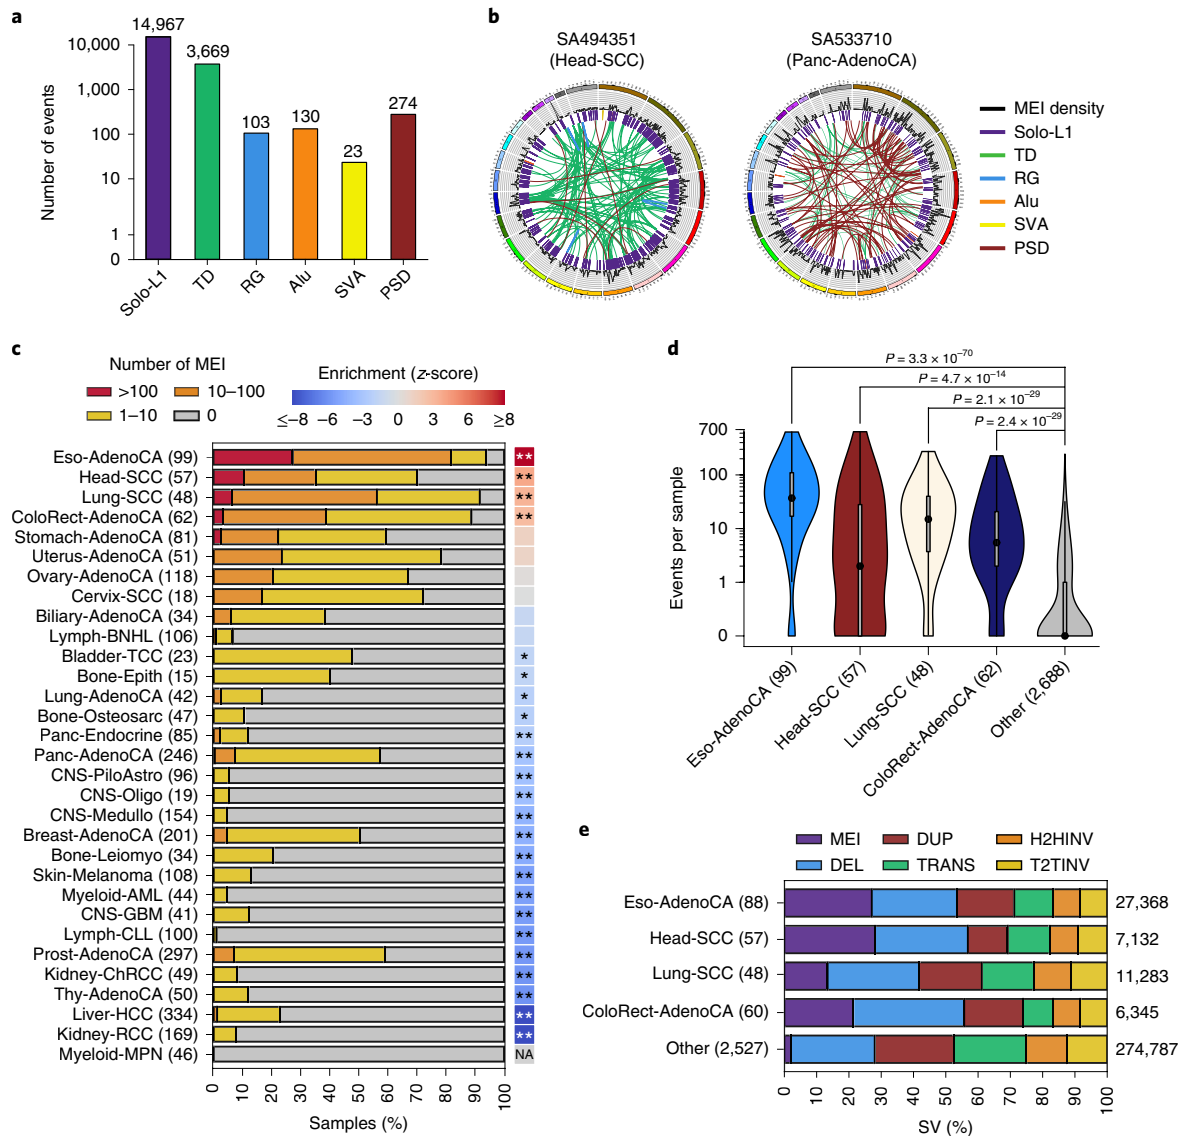 a
14,967
3,669
103
130
23
274
10,000
1,000
100
10
1
0
Number of events
Solo-L1
TD
RG
Alu
SVA
PSD
b
SA494351
(Head-SCC)
SA533710
(Panc-AdenoCA)
MEI density
Solo-L1
TD
RG
Alu
SVA
PSD
c
Number of MEI
>100
10–100
1–10
0
Enrichment (z-score)
≤−8 −6 −3 0 3 6 ≥8
Eso-AdenoCA (99) **
Head-SCC (57) **
Lung-SCC (48) **
ColoRect-AdenoCA (62) **
Stomach-AdenoCA (81)
Uterus-AdenoCA (51)
Ovary-AdenoCA (118)
Cervix-SCC (18)
Biliary-AdenoCA (34)
Lymph-BNHL (106)
Bladder-TCC (23) *
Bone-Epith (15) *
Lung-AdenoCA (42) *
Bone-Osteosarc (47) *
Panc-Endocrine (85) **
Panc-AdenoCA (246) **
CNS-PiloAstro (96) **
CNS-Oligo (19) **
CNS-Medullo (154) **
Breast-AdenoCA (201) **
Bone-Leiomyo (34) **
Skin-Melanoma (108) **
Myeloid-AML (44) **
CNS-GBM (41) **
Lymph-CLL (100) **
Prost-AdenoCA (297) **
Kidney-ChRCC (49) **
Thy-AdenoCA (50) **
Liver-HCC (334) **
Kidney-RCC (169) **
Myeloid-MPN (46) NA
0 10 20 30 40 50 60 70 80 90 100
Samples (%)
d
P = 3.3 × 10⁻⁷⁰
P = 4.7 × 10⁻¹⁴
P = 2.1 × 10⁻²⁹
P = 2.4 × 10⁻²⁹
700
100
10
1
0
Events per sample
Eso-AdenoCA (99)
Head-SCC (57)
Lung-SCC (48)
ColoRect-AdenoCA (62)
Other (2,688)
e
MEI DUP H2HINV
DEL TRANS T2TINV
Eso-AdenoCA (88) 27,368
Head-SCC (57) 7,132
Lung-SCC (48) 11,283
ColoRect-AdenoCA (60) 6,345
Other (2,527) 274,787
0 10 20 30 40 50 60 70 80 90 100
SV (%)